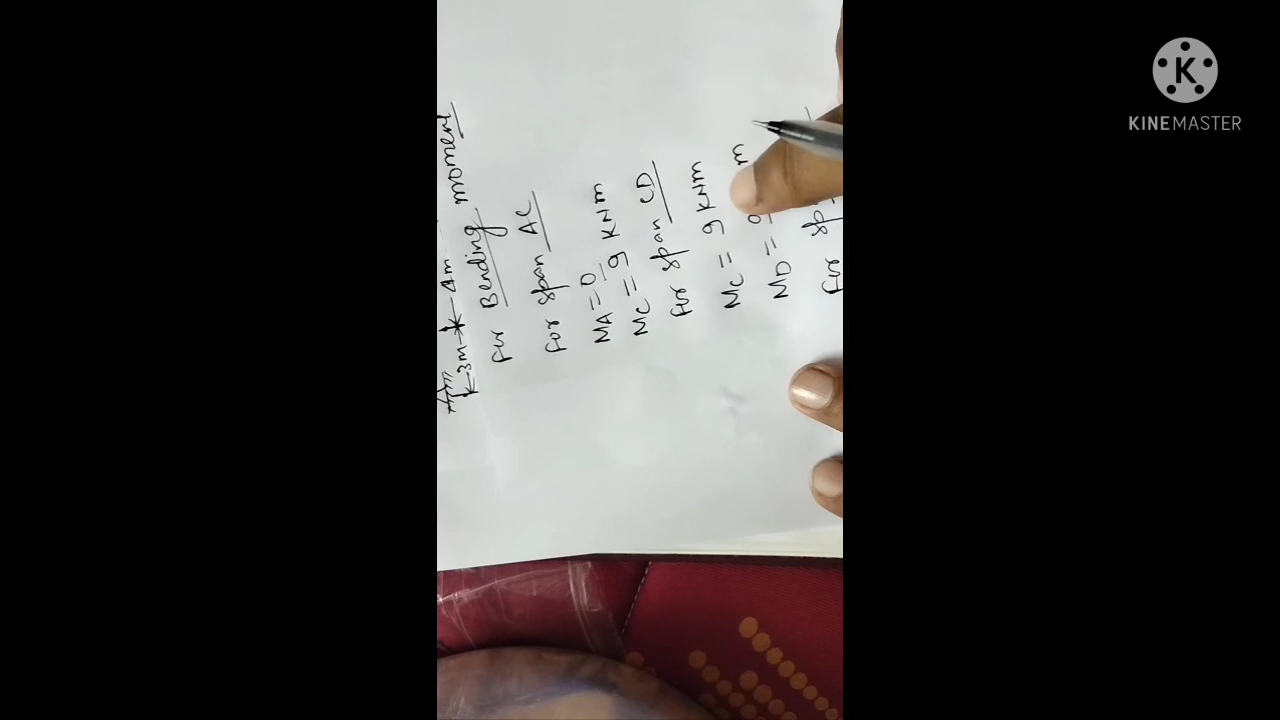 k-3m-*k-4m
for Bending moment
for span AC
MA = 0
MC = 9 KNm
for span CD
MC = 9 KNm
MD = m
for sp
KINEMASTER